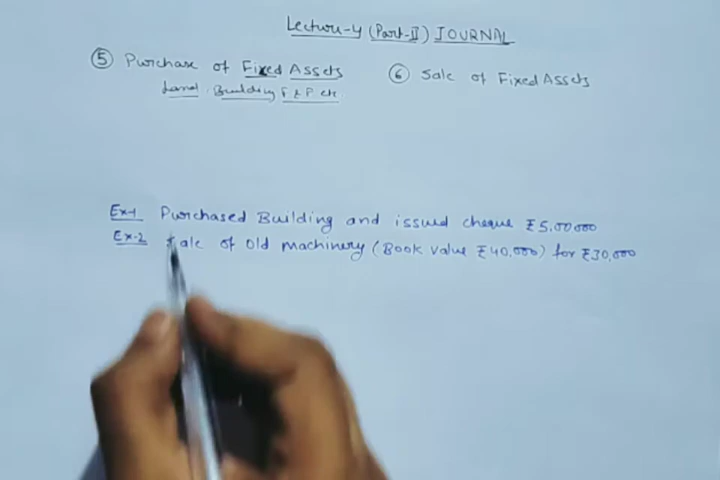 Lecture-4 (Part-II) JOURNAL
⑤ Purchase of Fixed Assets
Land, Building, F & P etc.
⑥ Sale of Fixed Assets
Ex-1 Purchased Building and issued cheque ₹5,00,000
Ex-2 Sale of Old machinery (Book value ₹40,000) for ₹30,000